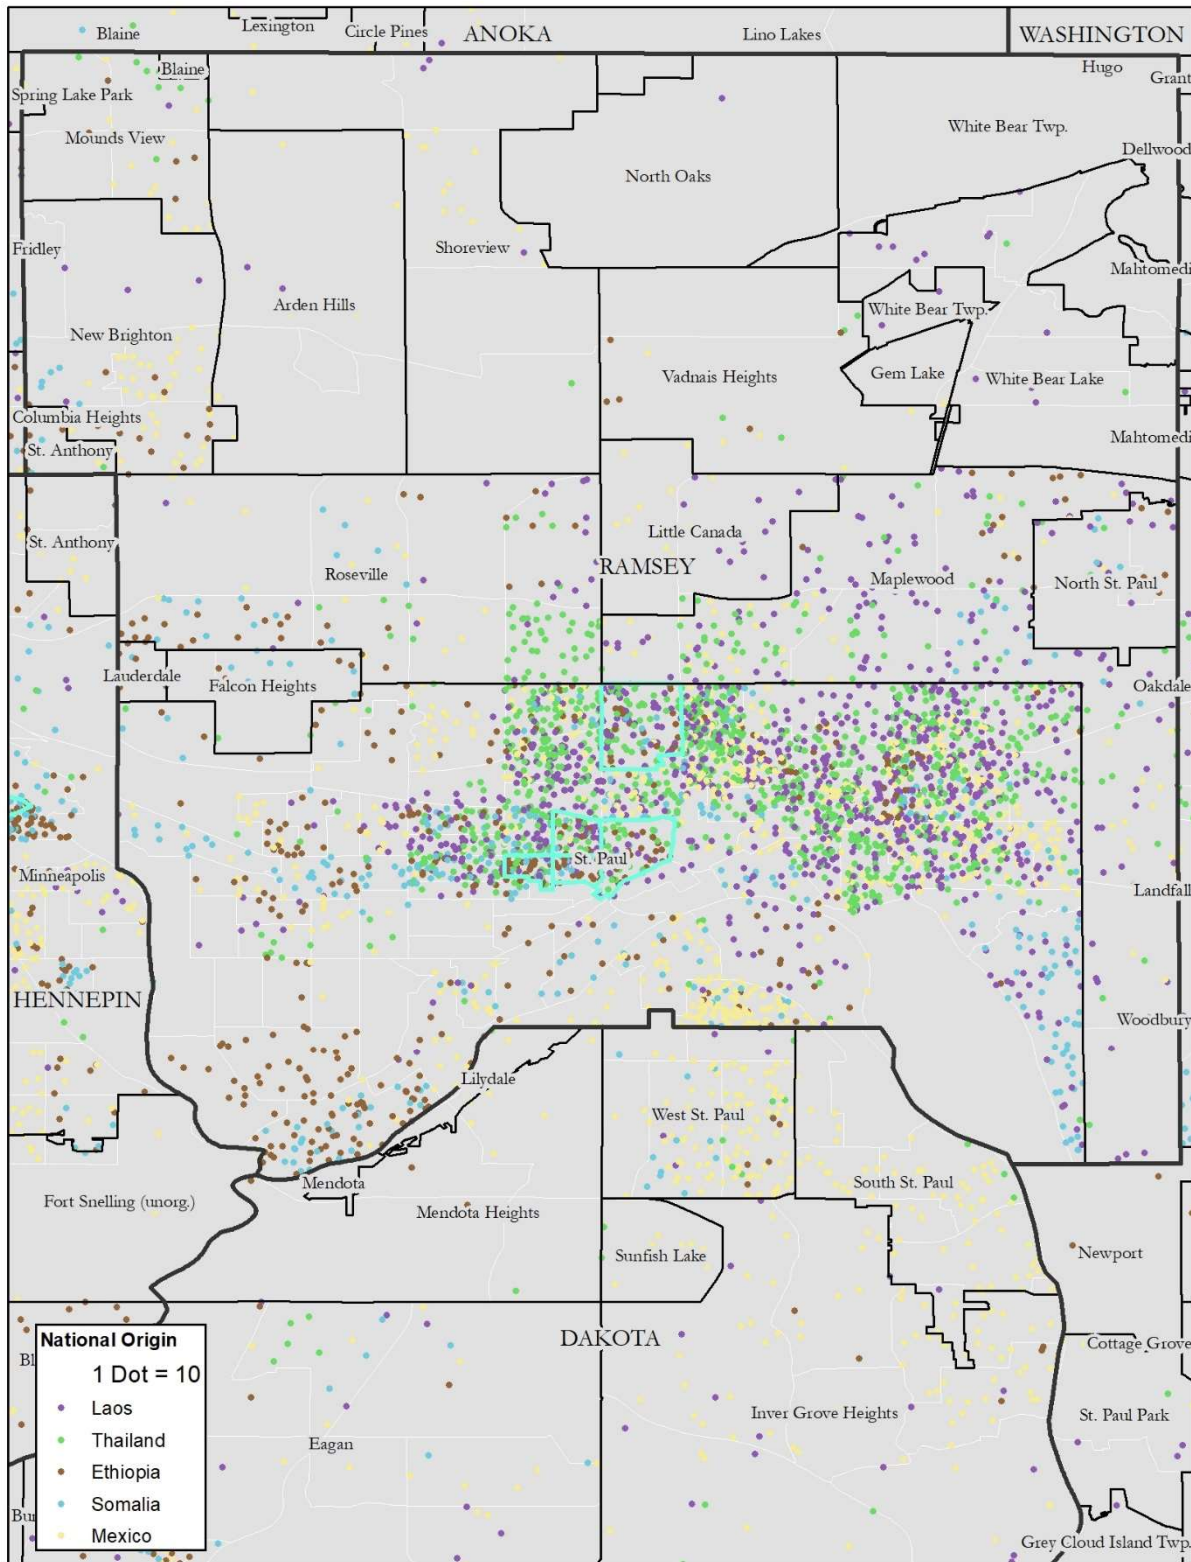 Blaine
Lexington
Circle Pines
ANOKA
Lino Lakes
WASHINGTON
Blaine
Hugo
Grant
Spring Lake Park
Mounds View
White Bear Twp.
Dellwood
North Oaks
Fridley
Shoreview
Mahtomedi
Arden Hills
New Brighton
White Bear Twp.
Vadnais Heights
Gem Lake
White Bear Lake
Columbia Heights
St. Anthony
Mahtomedi
St. Anthony
Little Canada
Roseville
RAMSEY
Maplewood
North St. Paul
Lauderdale
Falcon Heights
Oakdale
St. Paul
Minneapolis
Landfall
HENNEPIN
Woodbury
Lilydale
West St. Paul
Mendota
South St. Paul
Fort Snelling (unorg.)
Mendota Heights
Sunfish Lake
Newport
DAKOTA
Cottage Grove
Inver Grove Heights
St. Paul Park
Eagan
Grey Cloud Island Twp.
Bl
Bu
National Origin
1 Dot = 10
Laos
Thailand
Ethiopia
Somalia
Mexico